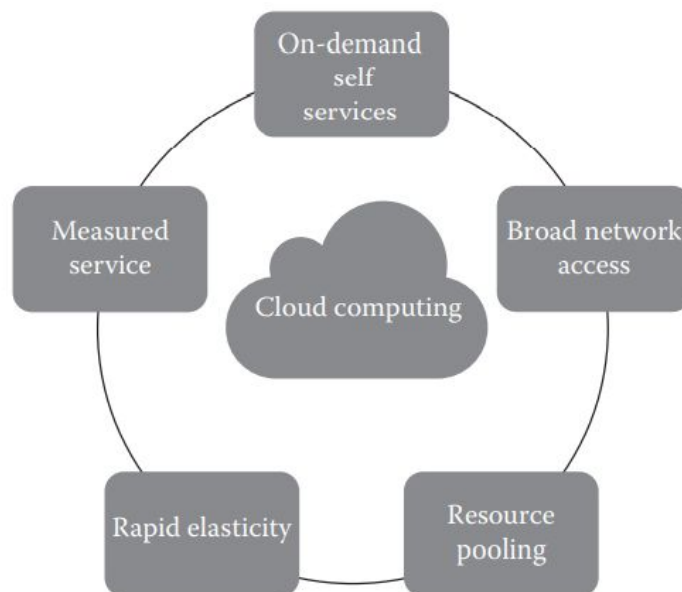 On-demand
self
services
Measured
service
Broad network
access
Cloud computing
Rapid elasticity
Resource
pooling